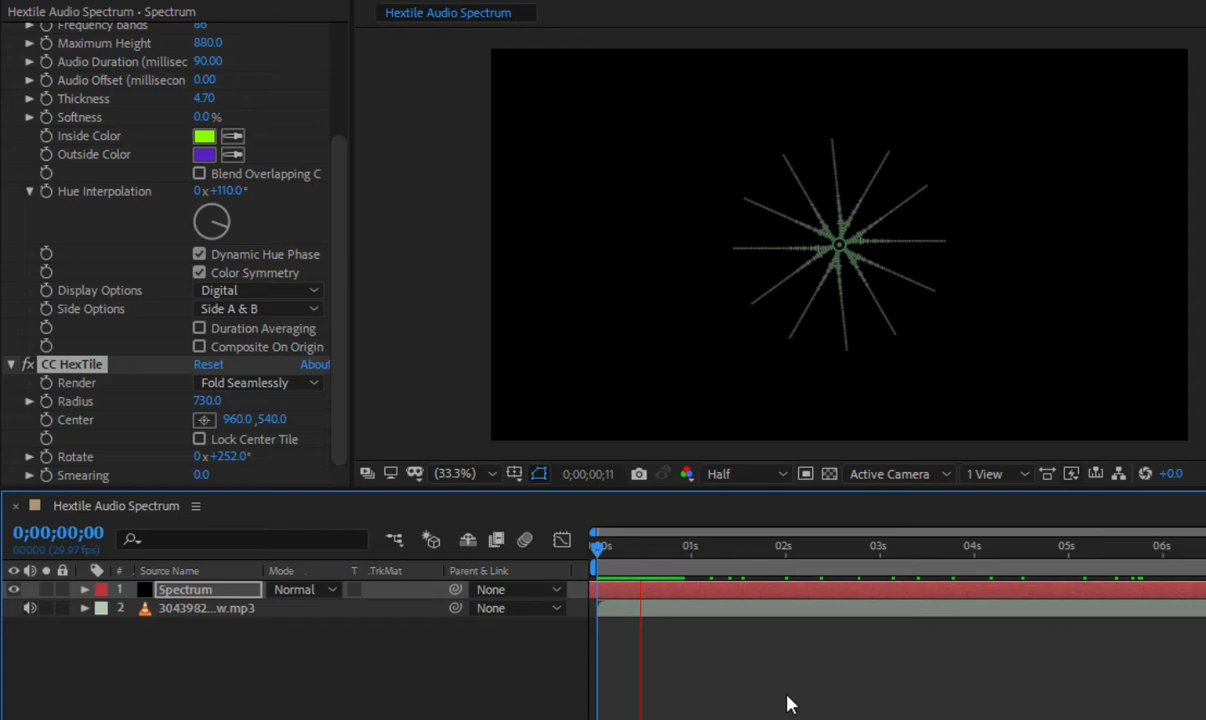 Hextile Audio Spectrum • Spectrum
Hextile Audio Spectrum
Frequency bands 86
Maximum Height 880.0
Audio Duration (millisec 90.00
Audio Offset (millisecon 0.00
Thickness 4.70
Softness 0.0 %
Inside Color
Outside Color
Blend Overlapping C
Hue Interpolation 0 x +110.0 °
Dynamic Hue Phase
Color Symmetry
Display Options Digital
Side Options Side A & B
Duration Averaging
Composite On Origin
fx CC HexTile Reset About
Render Fold Seamlessly
Radius 730.0
Center 960.0 ,540.0
Lock Center Tile
Rotate 0 x +252.0 °
Smearing 0.0
(33.3%) 0;00;00;11 Half Active Camera 1 View +0.0
× Hextile Audio Spectrum
0;00;00;00
00000 (29.97 fps)
00s 01s 02s 03s 04s 05s 06s
# Source Name Mode T .TrkMat Parent & Link
1 Spectrum Normal None
2 3043982...w.mp3 None